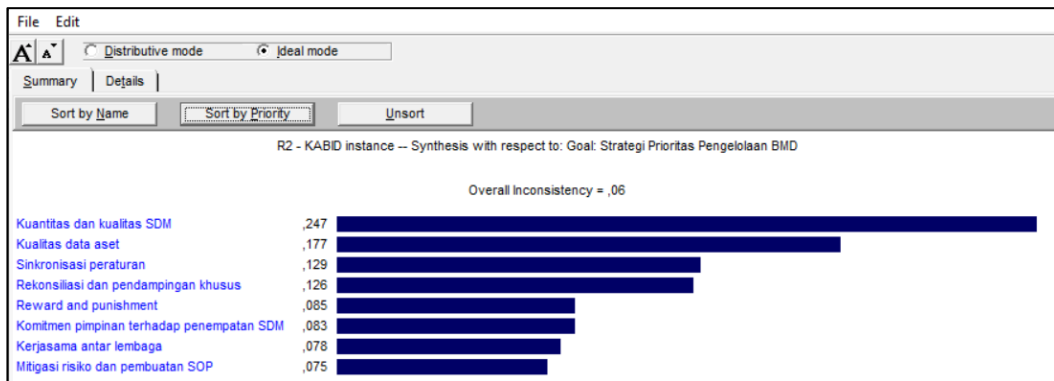 File Edit
A A Distributive mode Ideal mode
Summary Details
Sort by Name Sort by Priority Unsort
R2 - KABID instance -- Synthesis with respect to: Goal: Strategi Prioritas Pengelolaan BMD
Overall Inconsistency = ,06
Kuantitas dan kualitas SDM ,247
Kualitas data aset ,177
Sinkronisasi peraturan ,129
Rekonsiliasi dan pendampingan khusus ,126
Reward and punishment ,085
Komitmen pimpinan terhadap penempatan SDM ,083
Kerjasama antar lembaga ,078
Mitigasi risiko dan pembuatan SOP ,075